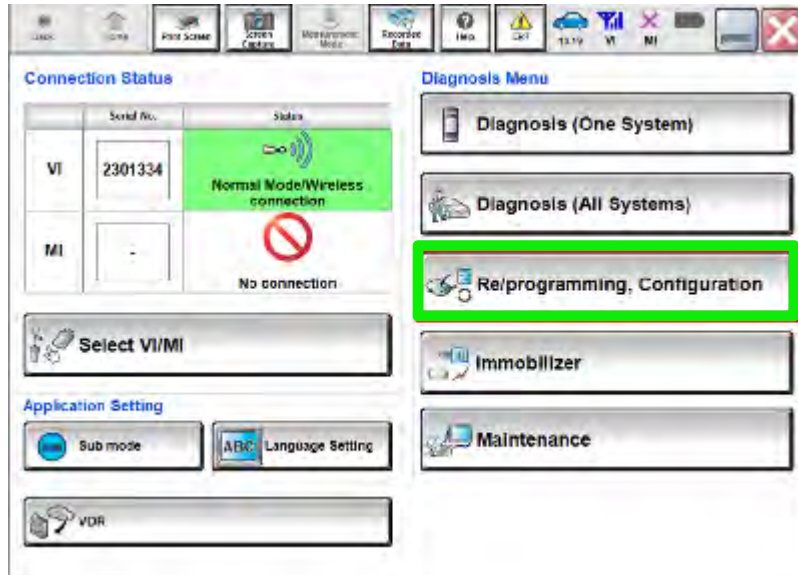 Print Screen
Screen
Capture
Measurement
Mode
Recorded
Data
Help
VI
MI
Connection Status
Diagnosis Menu
Serial No.
Status
VI
2301334
Normal Mode/Wireless
connection
MI
-
No connection
Select VI/MI
Application Setting
Sub mode
ABC
Language Setting
VDR
Diagnosis (One System)
Diagnosis (All Systems)
Re/programming, Configuration
Immobilizer
Maintenance